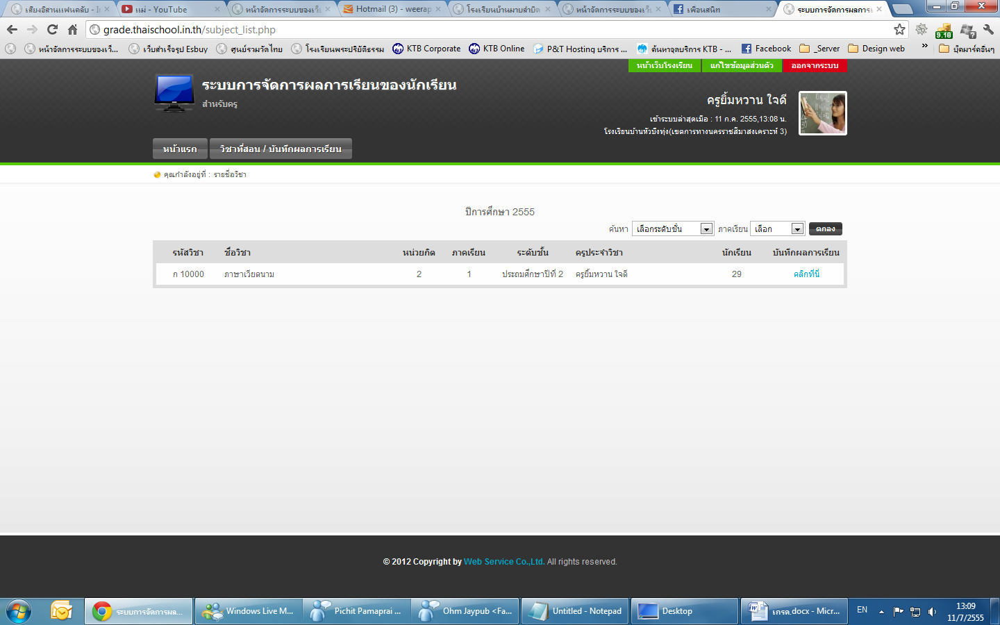 เสียงอีสานแฟนคลับ - I
แม่ - YouTube
หน้าจัดการระบบของเว็บ
Hotmail (3) - weerap
โรงเรียนบ้านมาบสำบิด
หน้าจัดการระบบของเว็บ
เพื่อนสนิท
ระบบการจัดการผลการเ
grade.thaischool.in.th/subject_list.php
9.18
หน้าจัดการระบบของเว็...
เว็บสำเร็จรูป Esbuy
ศูนย์รวมวัดไทย
โรงเรียนพระปริยัติธรรม
KTB Corporate
KTB Online
P&T Hosting บริการ ...
ค้นหาจุดบริการ KTB - ...
Facebook
_Server
Design web
»
บุ๊คมาร์คอื่นๆ
หน้าเว็บโรงเรียน
แก้ไขข้อมูลส่วนตัว
ออกจากระบบ
ระบบการจัดการผลการเรียนของนักเรียน
สำหรับครู
ครูยิ้มหวาน ใจดี
เข้าระบบล่าสุดเมื่อ : 11 ก.ค. 2555,13:08 น.
โรงเรียนบ้านหัวบึงทุ่ง(เขตการทางนครราชสีมาสงเคราะห์ 3)
หน้าแรก
วิชาที่สอน / บันทึกผลการเรียน
คุณกำลังอยู่ที่ : รายชื่อวิชา
ปีการศึกษา 2555
ค้นหา เลือกระดับชั้น ภาคเรียน เลือก ตกลง
รหัสวิชา ชื่อวิชา หน่วยกิต ภาคเรียน ระดับชั้น ครูประจำวิชา นักเรียน บันทึกผลการเรียน
ก 10000 ภาษาเวียดนาม 2 1 ประถมศึกษาปีที่ 2 ครูยิ้มหวาน ใจดี 29 คลิกที่นี่
© 2012 Copyright by Web Service Co.,Ltd. All rights reserved.
ระบบการจัดการผล...
Windows Live M...
Pichit Pamaprai ...
Ohm Jaypub <Fa...
Untitled - Notepad
Desktop
เกรด.docx - Micr...
EN
13:09
11/7/2555